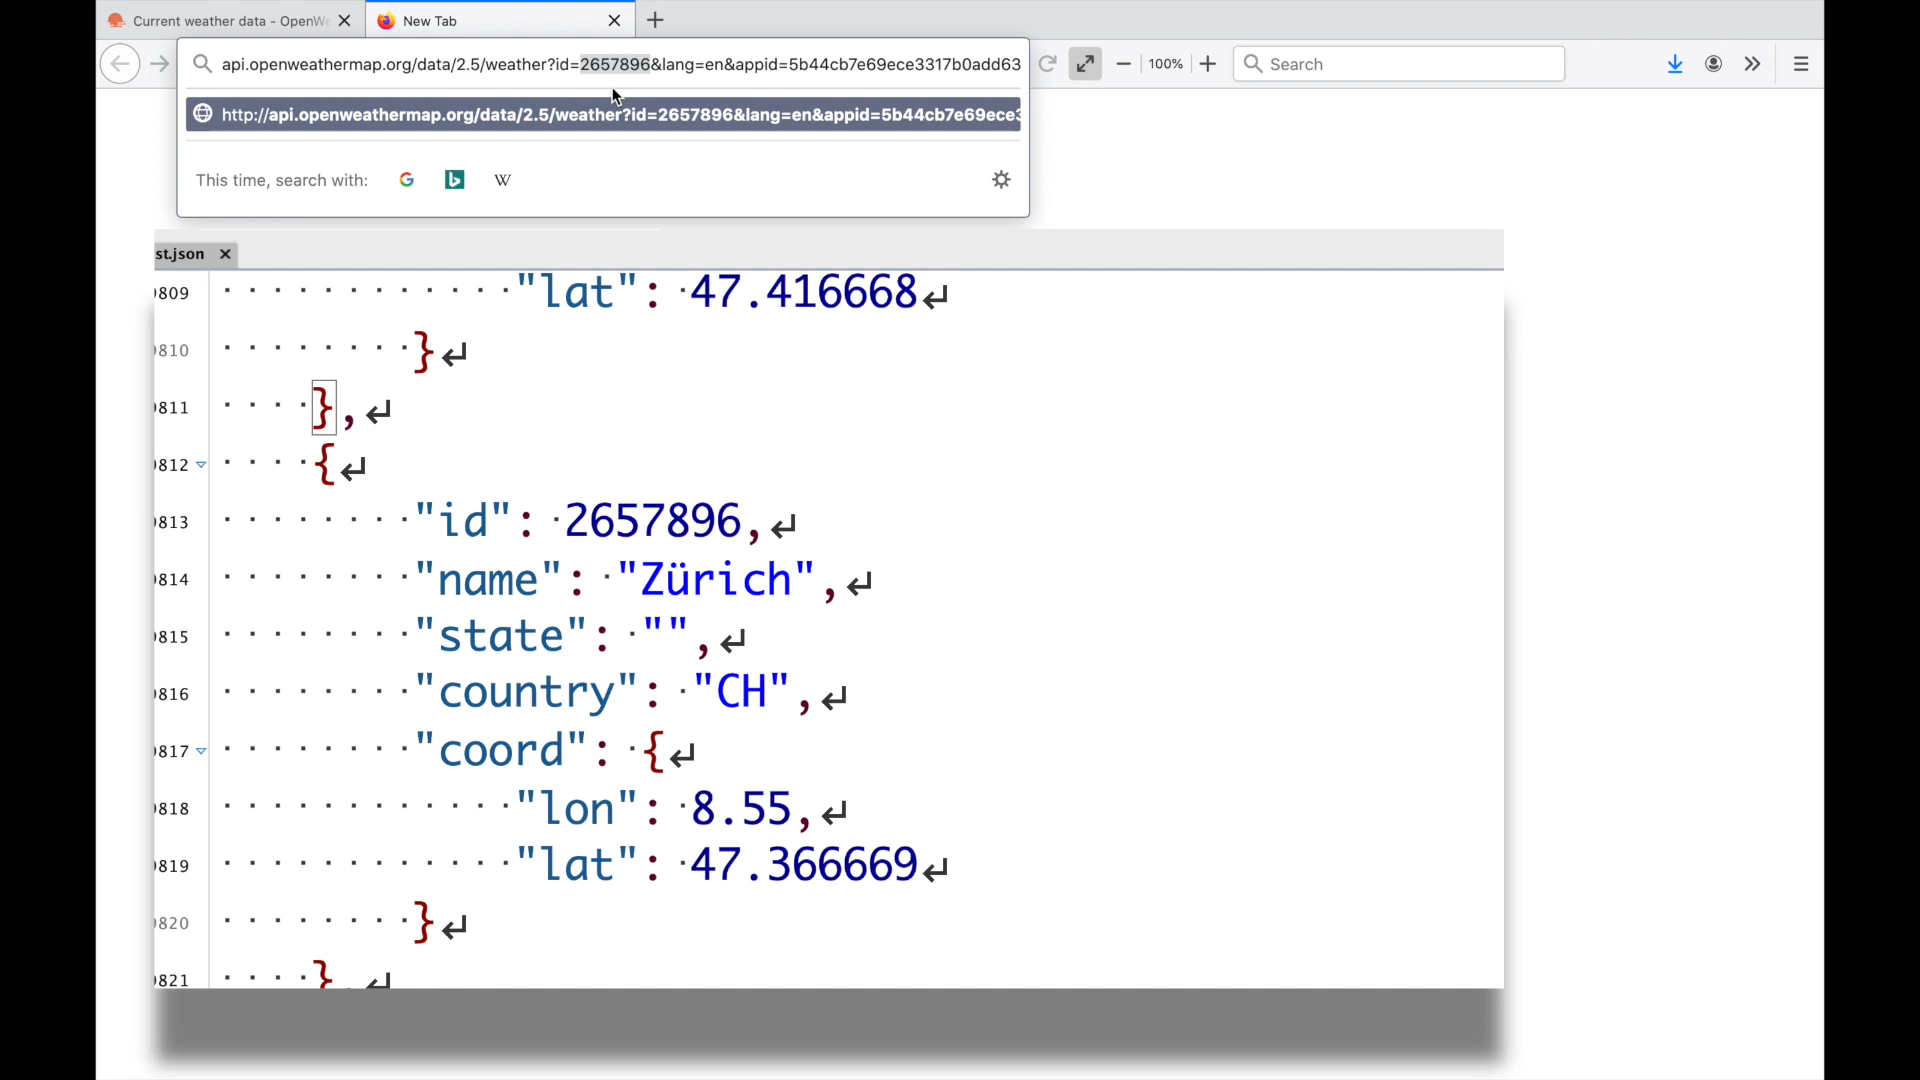 Current weather data - OpenWe
New Tab
api.openweathermap.org/data/2.5/weather?id=2657896&lang=en&appid=5b44cb7e69ece3317b0add63
100%
Search
http://api.openweathermap.org/data/2.5/weather?id=2657896&lang=en&appid=5b44cb7e69ece3
This time, search with:
st.json
809 "lat": 47.416668
810 }
811 },
812 {
813 "id": 2657896,
814 "name": "Zürich",
815 "state": "",
816 "country": "CH",
817 "coord": {
818 "lon": 8.55,
819 "lat": 47.366669
820 }
821 },